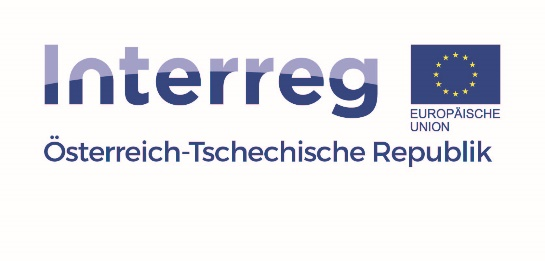 Interreg
EUROPÄISCHE
UNION
Österreich-Tschechische Republik